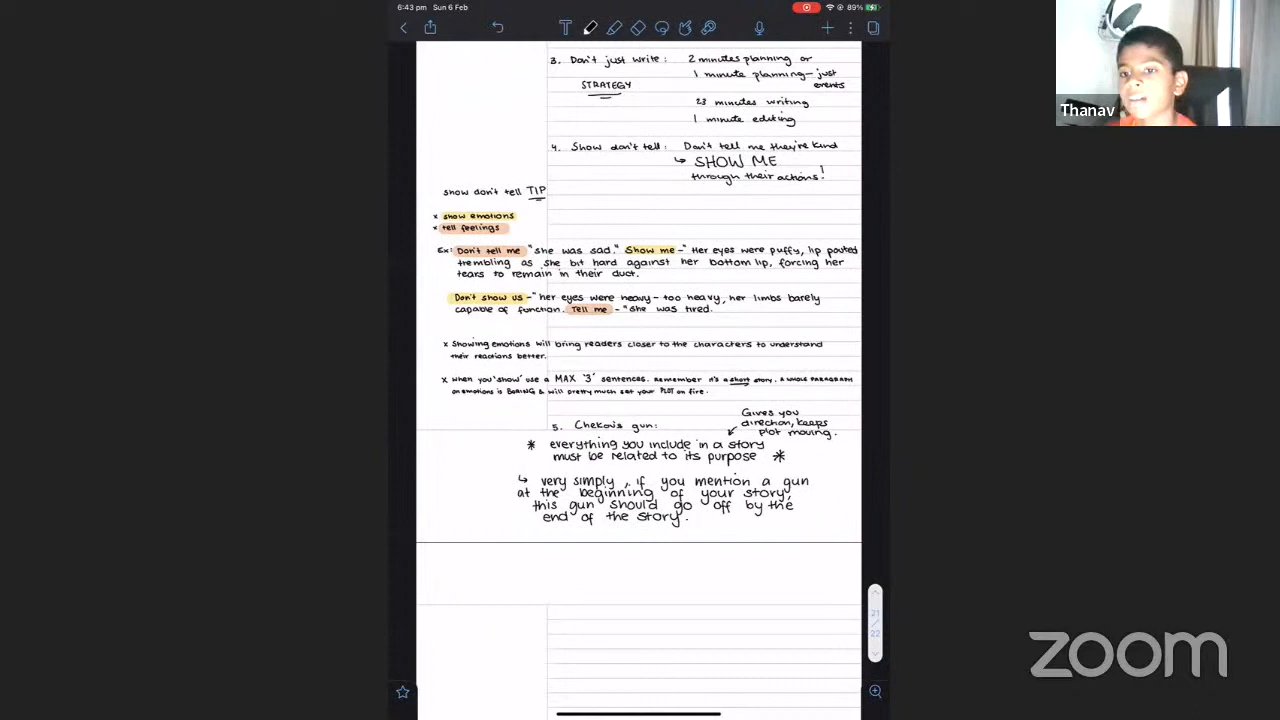 6:43 pm Sun 6 Feb
89%
3. Don't just write: 2 minutes planning or
1 minute planning - just
events
STRATEGY
23 minutes writing
1 minute editing
4. Show don't tell: Don't tell me they're kind
↳ SHOW ME
through their actions!
show don't tell TIP
x show emotions
x tell feelings
Ex: Don't tell me "she was sad." Show me -" Her eyes were puffy, lip pouted
trembling as she bit hard against her bottom lip, forcing her
tears to remain in their duct.
Don't show us -" her eyes were heavy - too heavy, her limbs barely
capable of function. Tell me - "she was tired.
x Showing emotions will bring readers closer to the characters to understand
their reactions better.
x When you 'show' use a MAX '3' sentences. Remember it's a short story. A WHOLE PARAGRAPH
on emotions is BORING & will pretty much set your PLOT on fire.
5. Chekov's gun:
Gives you
direction, keeps
plot moving.
* everything you include in a story
must be related to its purpose *
↳ very simply, if you mention a gun
at the beginning of your story,
this gun should go off by the
end of the story.
21
/
22
Thanav
zoom